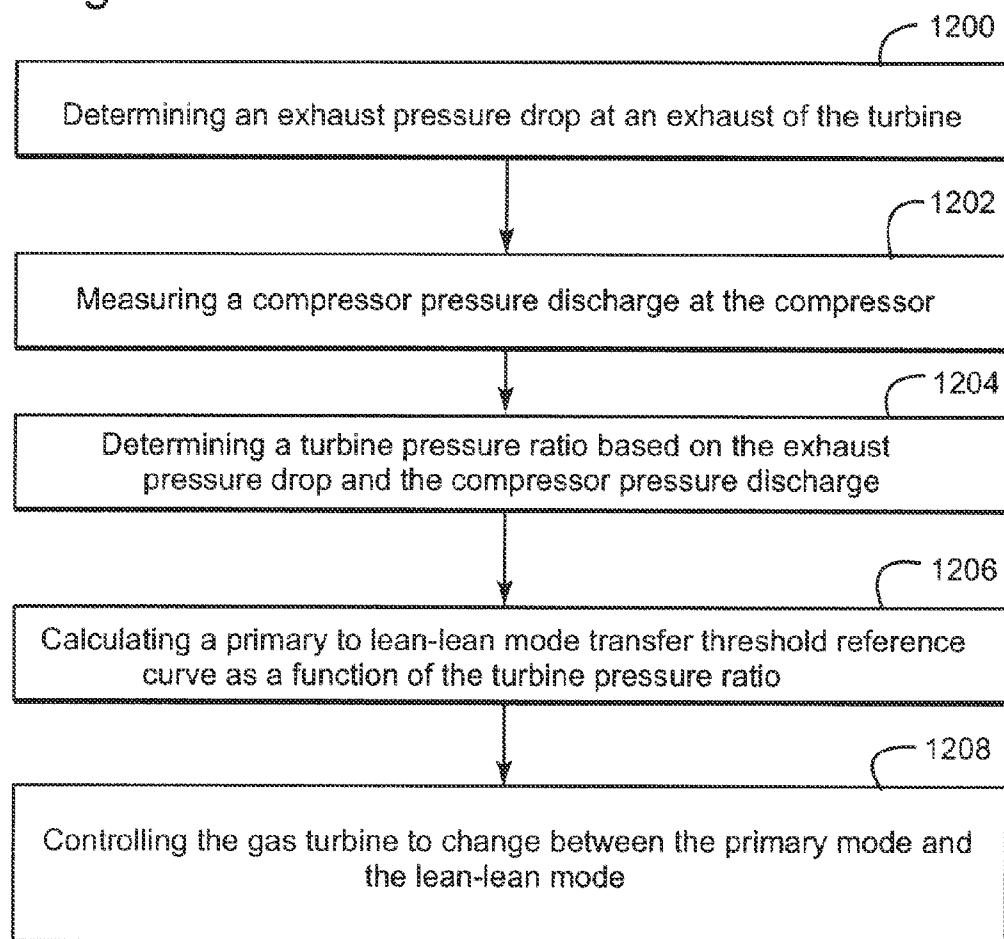 1200
Determining an exhaust pressure drop at an exhaust of the turbine
1202
Measuring a compressor pressure discharge at the compressor
1204
Determining a turbine pressure ratio based on the exhaust
pressure drop and the compressor pressure discharge
1206
Calculating a primary to lean-lean mode transfer threshold reference
curve as a function of the turbine pressure ratio
1208
Controlling the gas turbine to change between the primary mode and
the lean-lean mode